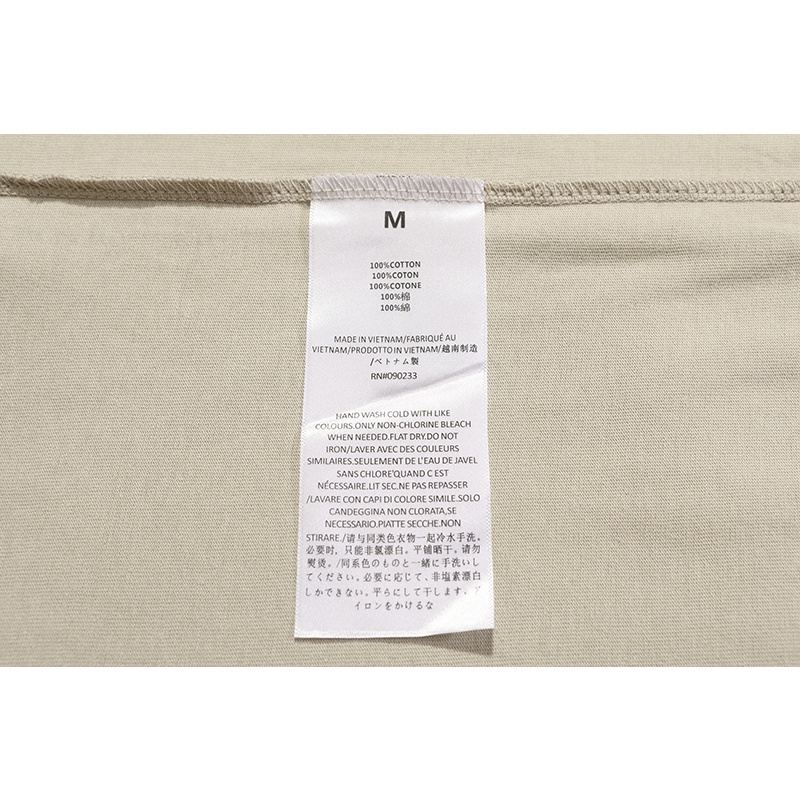 M
100%COTTON
100%COTON
100%COTONE
100%棉
100%綿
MADE IN VIETNAM/FABRIQUÉ AU
VIETNAM/PRODOTTO IN VIETNAM/越南制造
/ベトナム製
RN#090233
HAND WASH COLD WITH LIKE
COLOURS.ONLY NON-CHLORINE BLEACH
WHEN NEEDED.FLAT DRY.DO NOT
IRON/LAVER AVEC DES COULEURS
SIMILAIRES.SEULEMENT DE L'EAU DE JAVEL
SANS CHLORE'QUAND C EST
NÉCESSAIRE.LIT SEC.NE PAS REPASSER
/LAVARE CON CAPI DI COLORE SIMILE.SOLO
CANDEGGINA NON CLORATA,SE
NECESSARIO.PIATTE SECCHE.NON
STIRARE./请与同类色衣物一起冷水手洗。
必要时，只能非氯漂白。平铺晒干。请勿
熨烫。/同系色のものと一緒に手洗いし
てください。必要に応じて、非塩素漂白
しかできない。平らにして干します。ア
イロンをかけるな